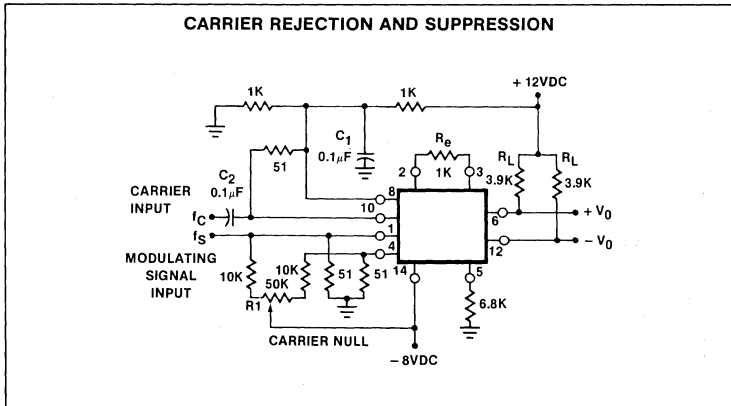 CARRIER REJECTION AND SUPPRESSION
+ 12VDC
1K
1K
C1
0.1μF
Re
1K
2
3
RL
3.9K
RL
3.9K
51
C2
0.1μF
CARRIER
INPUT
fC
8
10
6
+ V0
fS
1
MODULATING
SIGNAL
INPUT
4
12
− V0
10K
10K
50K
R1
51
51
14
5
6.8K
CARRIER NULL
− 8VDC